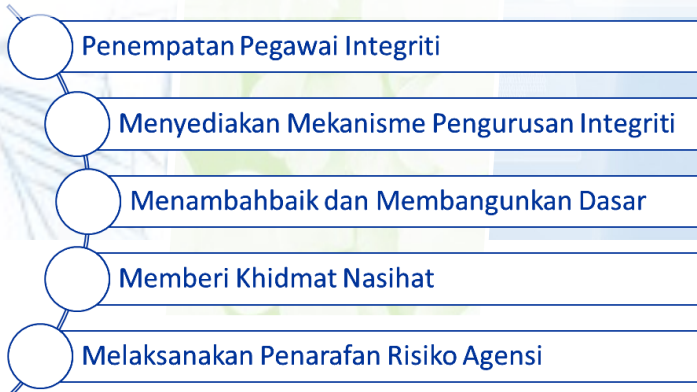 Penempatan Pegawai Integriti
Menyediakan Mekanisme Pengurusan Integriti
Menambahbaik dan Membangunkan Dasar
Memberi Khidmat Nasihat
Melaksanakan Penarafan Risiko Agensi